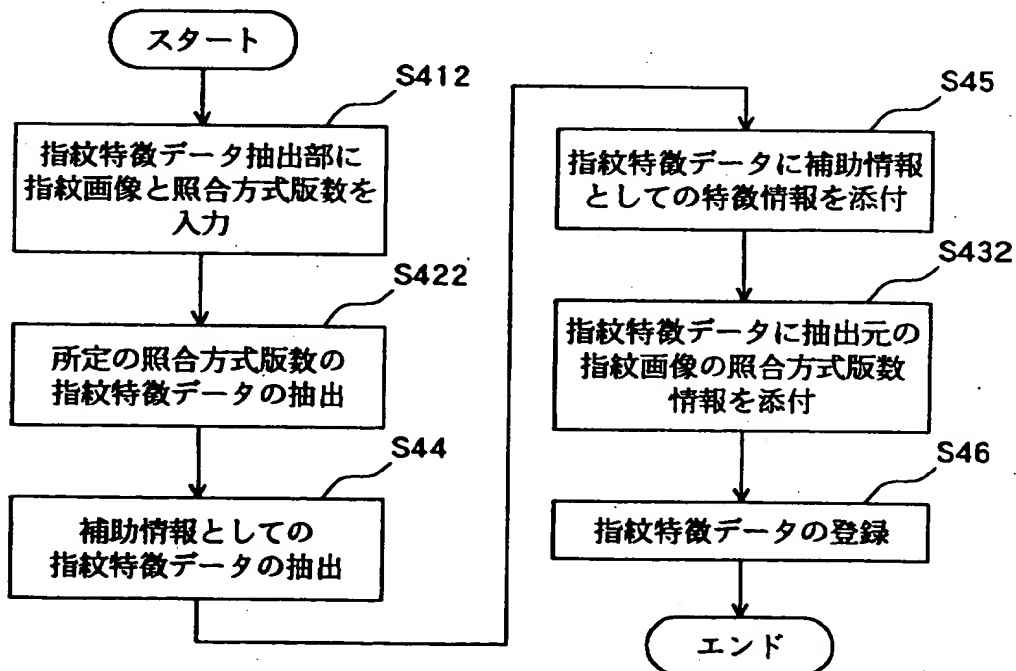 スタート
S412
指紋特徴データ抽出部に
指紋画像と照合方式版数を
入力
S422
所定の照合方式版数の
指紋特徴データの抽出
S44
補助情報としての
指紋特徴データの抽出
S45
指紋特徴データに補助情報
としての特徴情報を添付
S432
指紋特徴データに抽出元の
指紋画像の照合方式版数
情報を添付
S46
指紋特徴データの登録
エンド